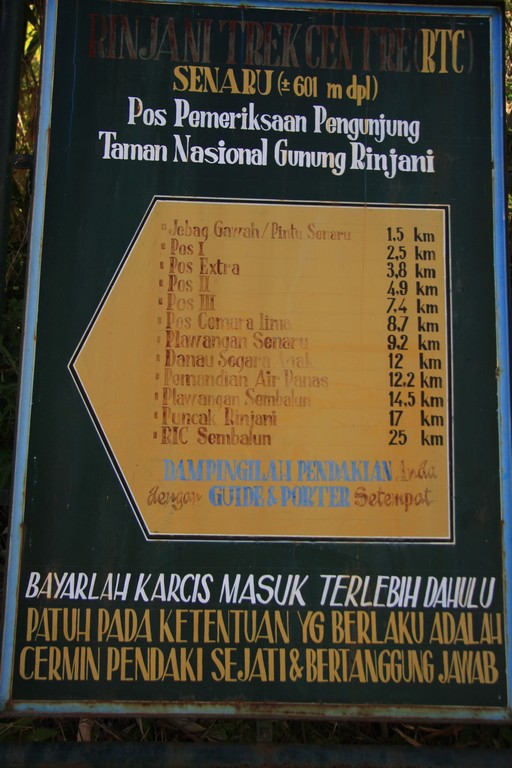 RINJANI TREK CENTRE (RTC)
SENARU (± 601 m dpl)
Pos Pemeriksaan Pengunjung
Taman Nasional Gunung Rinjani
Jebag Gawah/Pintu Senaru 1.5 km
Pos I 2,5 km
Pos Extra 3,8 km
Pos II 4.9 km
Pos III 7.4 km
Pos Cemara lima 8,7 km
Plawangan Senaru 9.2 km
Danau Segara Anak 12 km
Pemandian Air Panas 12.2 km
Plawangan Sembalun 14.5 km
Puncak Rinjani 17 km
RIC Sembalun 25 km
DAMPINGILAH PENDAKIAN Anda
dengan GUIDE & PORTER Setempat
BAYARLAH KARCIS MASUK TERLEBIH DAHULU
PATUH PADA KETENTUAN YG BERLAKU ADALAH
CERMIN PENDAKI SEJATI & BERTANGGUNG JAWAB